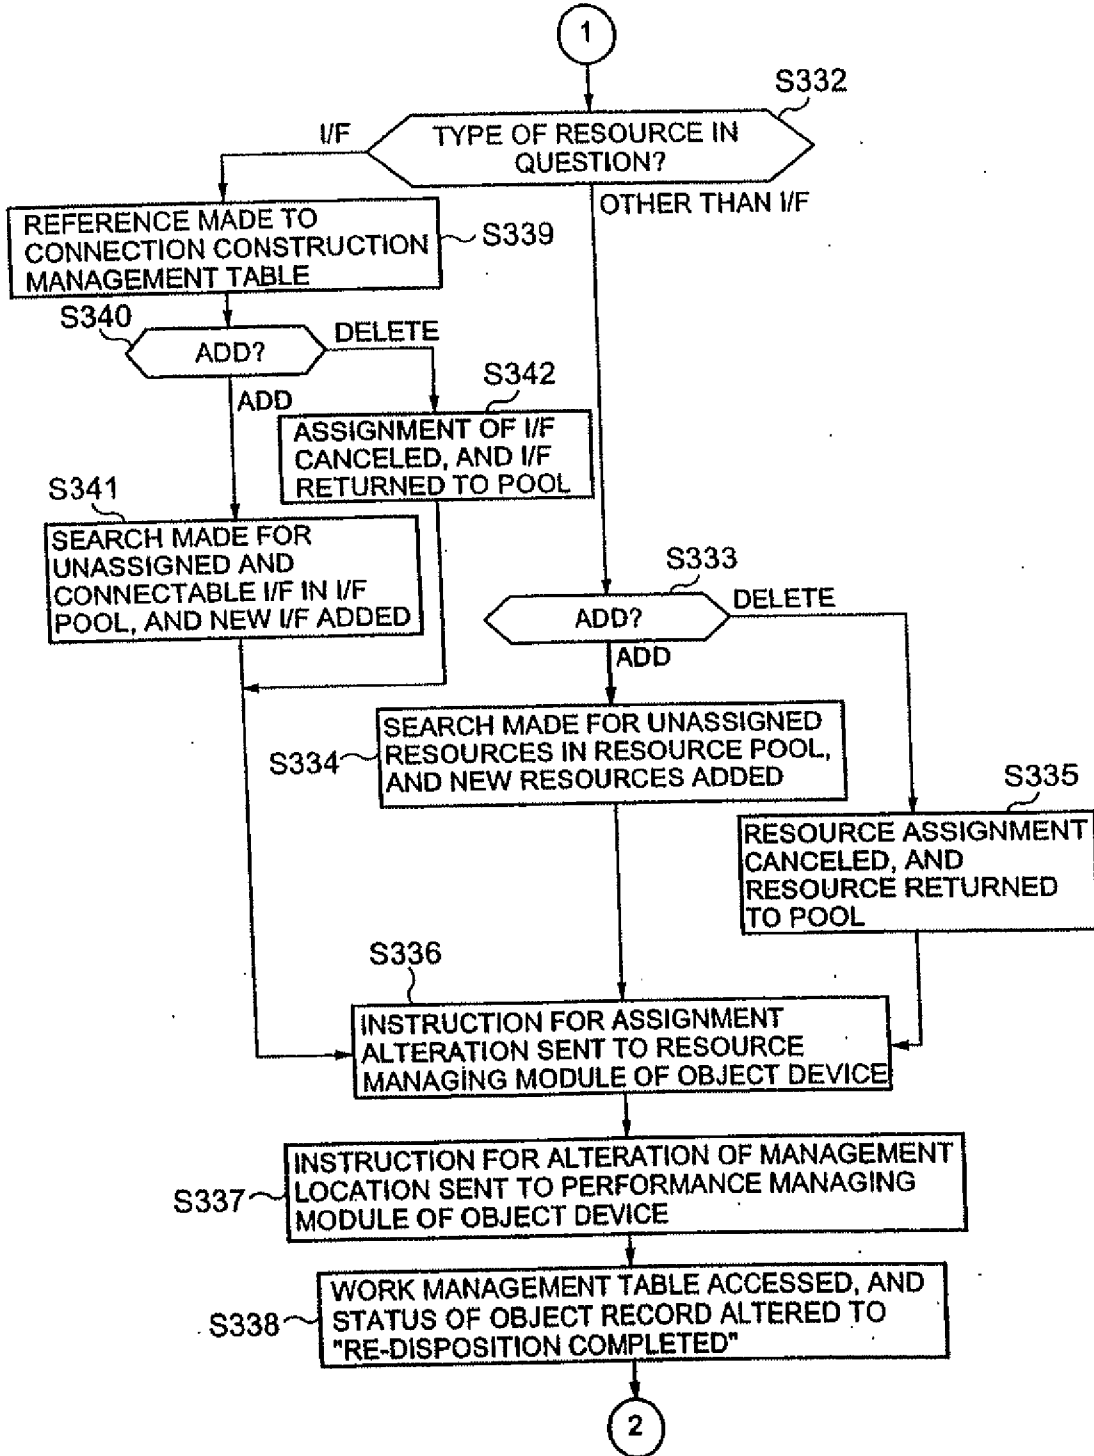 1
S332
I/F
TYPE OF RESOURCE IN
QUESTION?
OTHER THAN I/F
REFERENCE MADE TO
CONNECTION CONSTRUCTION
MANAGEMENT TABLE
S339
S340
ADD?
DELETE
ADD
S342
ASSIGNMENT OF I/F
CANCELED, AND I/F
RETURNED TO POOL
S341
SEARCH MADE FOR
UNASSIGNED AND
CONNECTABLE I/F IN I/F
POOL, AND NEW I/F ADDED
S333
ADD?
DELETE
ADD
S334
SEARCH MADE FOR UNASSIGNED
RESOURCES IN RESOURCE POOL,
AND NEW RESOURCES ADDED
S335
RESOURCE ASSIGNMENT
CANCELED, AND
RESOURCE RETURNED
TO POOL
S336
INSTRUCTION FOR ASSIGNMENT
ALTERATION SENT TO RESOURCE
MANAGING MODULE OF OBJECT DEVICE
S337
INSTRUCTION FOR ALTERATION OF MANAGEMENT
LOCATION SENT TO PERFORMANCE MANAGING
MODULE OF OBJECT DEVICE
S338
WORK MANAGEMENT TABLE ACCESSED, AND
STATUS OF OBJECT RECORD ALTERED TO
"RE-DISPOSITION COMPLETED"
2